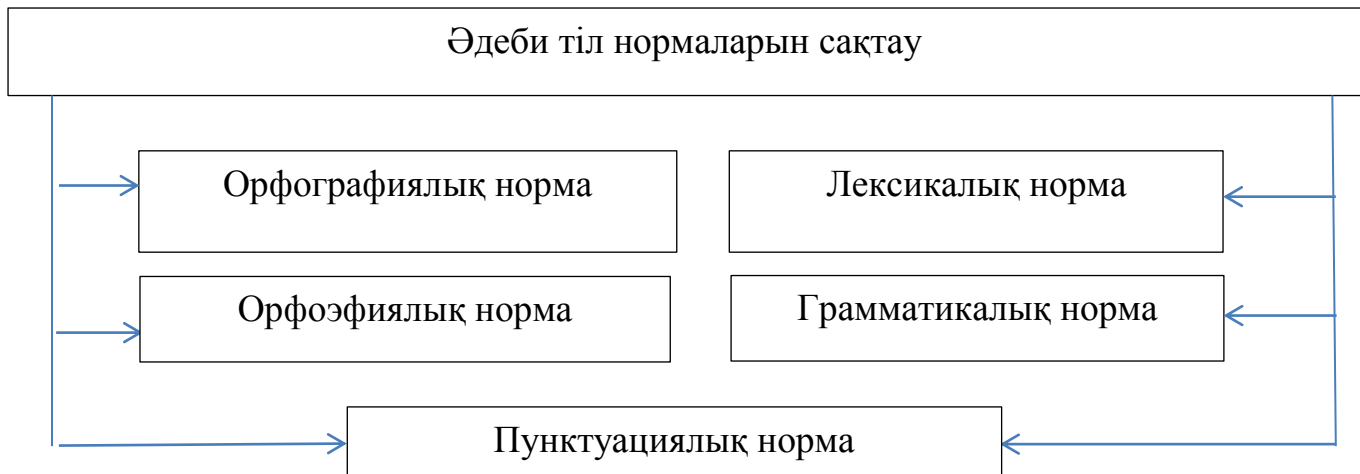 Әдеби тіл нормаларын сақтау
Орфографиялық норма
Лексикалық норма
Орфоэфиялық норма
Грамматикалық норма
Пунктуациялық норма